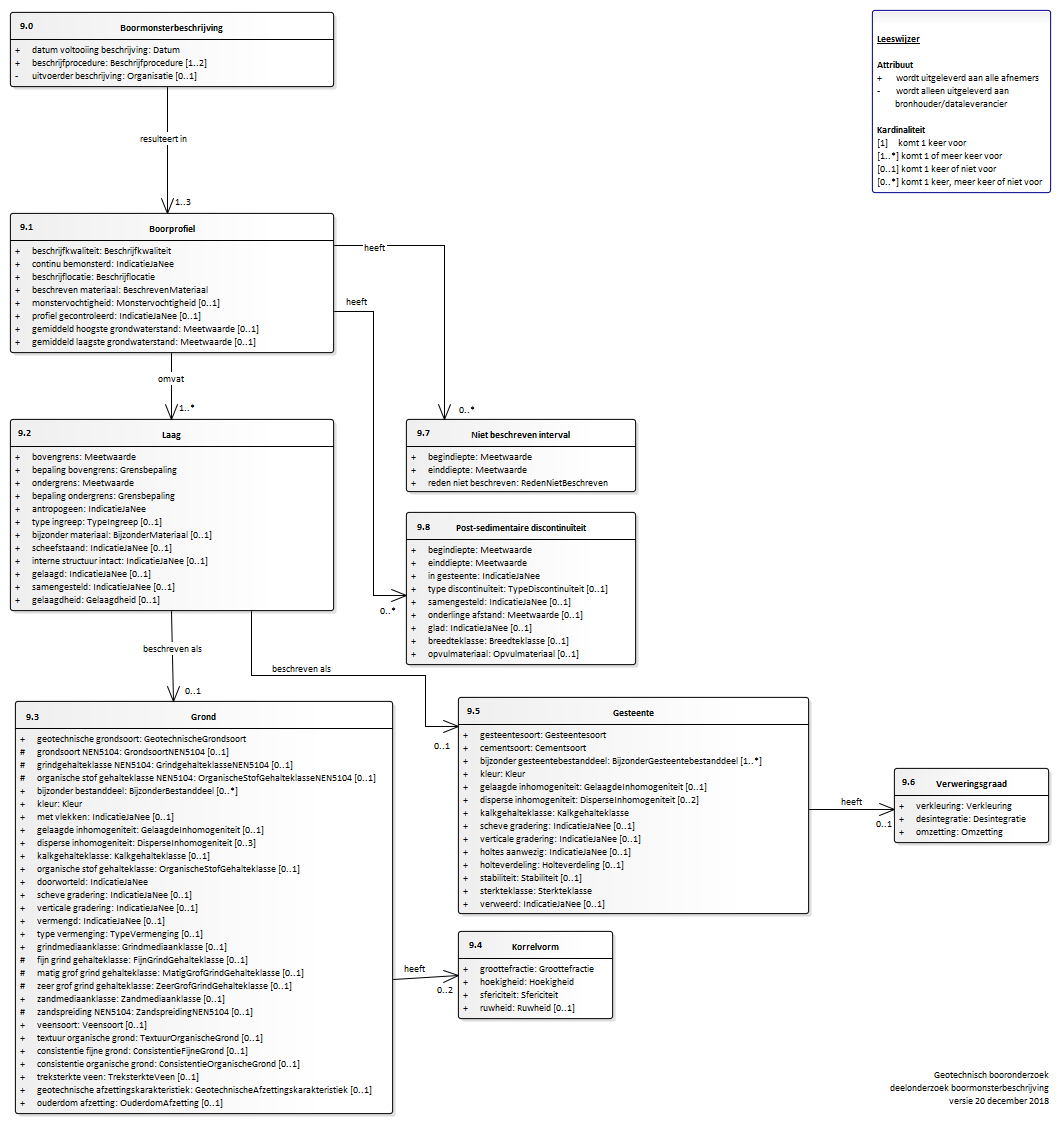 9.0 Boormonsterbeschrijving
+ datum voltooiing beschrijving: Datum
+ beschrijfprocedure: Beschrijfprocedure [1..2]
- uitvoerder beschrijving: Organisatie [0..1]
Leeswijzer
Attribuut
+ wordt uitgeleverd aan alle afnemers
- wordt alleen uitgeleverd aan
bronhouder/dataleverancier
Kardinaliteit
[1] komt 1 keer voor
[1..*] komt 1 of meer keer voor
[0..1] komt 1 keer of niet voor
[0..*] komt 1 keer, meer keer of niet voor
resulteert in
1..3
9.1 Boorprofiel
+ beschrijfkwaliteit: Beschrijfkwaliteit
+ continu bemonsterd: IndicatieJaNee
+ beschrijflocatie: Beschrijflocatie
+ beschreven materiaal: BeschrevenMateriaal
+ monstervochtigheid: Monstervochtigheid [0..1]
+ profiel gecontroleerd: IndicatieJaNee [0..1]
+ gemiddeld hoogste grondwaterstand: Meetwaarde [0..1]
+ gemiddeld laagste grondwaterstand: Meetwaarde [0..1]
heeft
heeft
omvat
1..*
0..*
9.2 Laag
+ bovengrens: Meetwaarde
+ bepaling bovengrens: Grensbepaling
+ ondergrens: Meetwaarde
+ bepaling ondergrens: Grensbepaling
+ antropogeen: IndicatieJaNee
+ type ingreep: TypeIngreep [0..1]
+ bijzonder materiaal: BijzonderMateriaal [0..1]
+ scheefstaand: IndicatieJaNee [0..1]
+ interne structuur intact: IndicatieJaNee [0..1]
+ gelaagd: IndicatieJaNee [0..1]
+ samengesteld: IndicatieJaNee [0..1]
+ gelaagdheid: Gelaagdheid [0..1]
9.7 Niet beschreven interval
+ begindiepte: Meetwaarde
+ einddiepte: Meetwaarde
+ reden niet beschreven: RedenNietBeschreven
9.8 Post-sedimentaire discontinuïteit
+ begindiepte: Meetwaarde
+ einddiepte: Meetwaarde
+ in gesteente: IndicatieJaNee
+ type discontinuïteit: TypeDiscontinuïteit [0..1]
+ samengesteld: IndicatieJaNee [0..1]
+ onderlinge afstand: Meetwaarde [0..1]
+ glad: IndicatieJaNee [0..1]
+ breedteklasse: Breedteklasse [0..1]
+ opvulmateriaal: Opvulmateriaal [0..1]
0..*
beschreven als
0..1
beschreven als
0..1
9.3 Grond
+ geotechnische grondsoort: GeotechnischeGrondsoort
# grondsoort NEN5104: GrondsoortNEN5104 [0..1]
# grindgehalteklasse NEN5104: GrindgehalteklasseNEN5104 [0..1]
# organische stof gehalteklasse NEN5104: OrganischeStofGehalteklasseNEN5104 [0..1]
+ bijzonder bestanddeel: BijzonderBestanddeel [0..*]
+ kleur: Kleur
+ met vlekken: IndicatieJaNee [0..1]
+ gelaagde inhomogeniteit: GelaagdeInhomogeniteit [0..1]
+ disperse inhomogeniteit: DisperseInhomogeniteit [0..3]
+ kalkgehalteklasse: Kalkgehalteklasse [0..1]
+ organische stof gehalteklasse: OrganischeStofGehalteklasse [0..1]
+ doorworteld: IndicatieJaNee
+ scheve gradering: IndicatieJaNee [0..1]
+ verticale gradering: IndicatieJaNee [0..1]
+ vermengd: IndicatieJaNee [0..1]
+ type vermenging: TypeVermenging [0..1]
+ grindmediaanklasse: Grindmediaanklasse [0..1]
# fijn grind gehalteklasse: FijnGrindGehalteklasse [0..1]
# matig grof grind gehalteklasse: MatigGrofGrindGehalteklasse [0..1]
# zeer grof grind gehalteklasse: ZeerGrofGrindGehalteklasse [0..1]
+ zandmediaanklasse: Zandmediaanklasse [0..1]
# zandspreiding NEN5104: ZandspreidingNEN5104 [0..1]
+ veensoort: Veensoort [0..1]
+ textuur organische grond: TextuurOrganischeGrond [0..1]
+ consistentie fijne grond: ConsistentieFijneGrond [0..1]
+ consistentie organische grond: ConsistentieOrganischeGrond [0..1]
+ treksterkte veen: TreksterkteVeen [0..1]
+ geotechnische afzettingskarakteristiek: GeotechnischeAfzettingskarakteristiek [0..1]
+ ouderdom afzetting: OuderdomAfzetting [0..1]
9.5 Gesteente
+ gesteentesoort: Gesteentesoort
+ cementsoort: Cementsoort
+ bijzonder gesteentebestanddeel: BijzonderGesteentebestanddeel [1..*]
+ kleur: Kleur
+ gelaagde inhomogeniteit: GelaagdeInhomogeniteit [0..1]
+ disperse inhomogeniteit: DisperseInhomogeniteit [0..2]
+ kalkgehalteklasse: Kalkgehalteklasse
+ scheve gradering: IndicatieJaNee [0..1]
+ verticale gradering: IndicatieJaNee [0..1]
+ holtes aanwezig: IndicatieJaNee [0..1]
+ holteverdeling: Holteverdeling [0..1]
+ stabiliteit: Stabiliteit [0..1]
+ sterkteklasse: Sterkteklasse
+ verweerd: IndicatieJaNee [0..1]
heeft
0..1
9.6 Verweringsgraad
+ verkleuring: Verkleuring
+ desintegratie: Desintegratie
+ omzetting: Omzetting
heeft
0..2
9.4 Korrelvorm
+ groottefractie: Groottefractie
+ hoekigheid: Hoekigheid
+ sfericiteit: Sfericiteit
+ ruwheid: Ruwheid [0..1]
Geotechnisch booronderzoek
deelonderzoek boormonsterbeschrijving
versie 20 december 2018